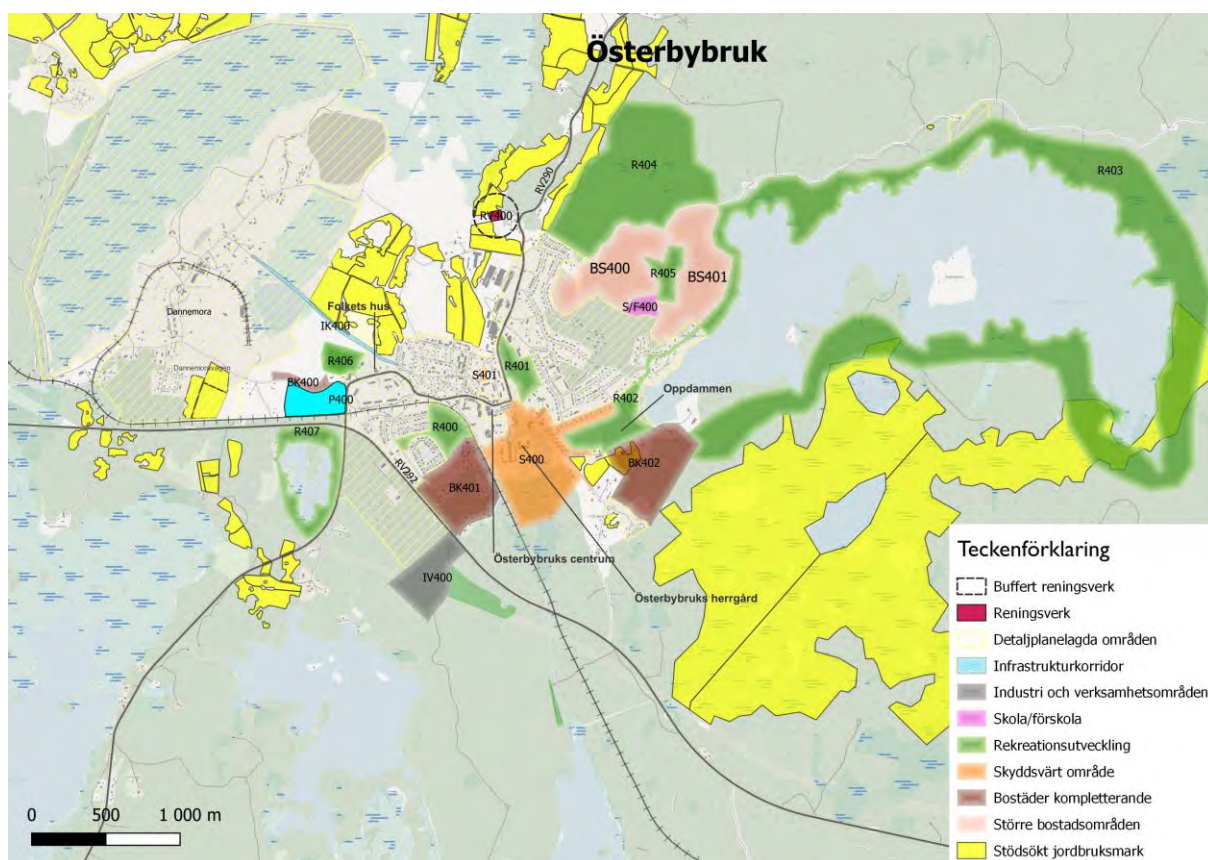 Österbybruk
R404
R403
RV290
RV400
BS400
R405
BS401
S/F400
Dannemora
Folkets hus
IK400
Dannemoravägen
R406
S401
R401
BK400
P400
Oppdammen
R402
R407
R400
RV292
S400
BK402
BK401
Österbybruks centrum
IV400
Österbybruks herrgård
Teckenförklaring
Buffert reningsverk
Reningsverk
Detaljplanelagda områden
Infrastrukturkorridor
Industri och verksamhetsområden
Skola/förskola
Rekreationsutveckling
Skyddsvärt område
Bostäder kompletterande
Större bostadsområden
Stödsökt jordbruksmark
0 500 1 000 m